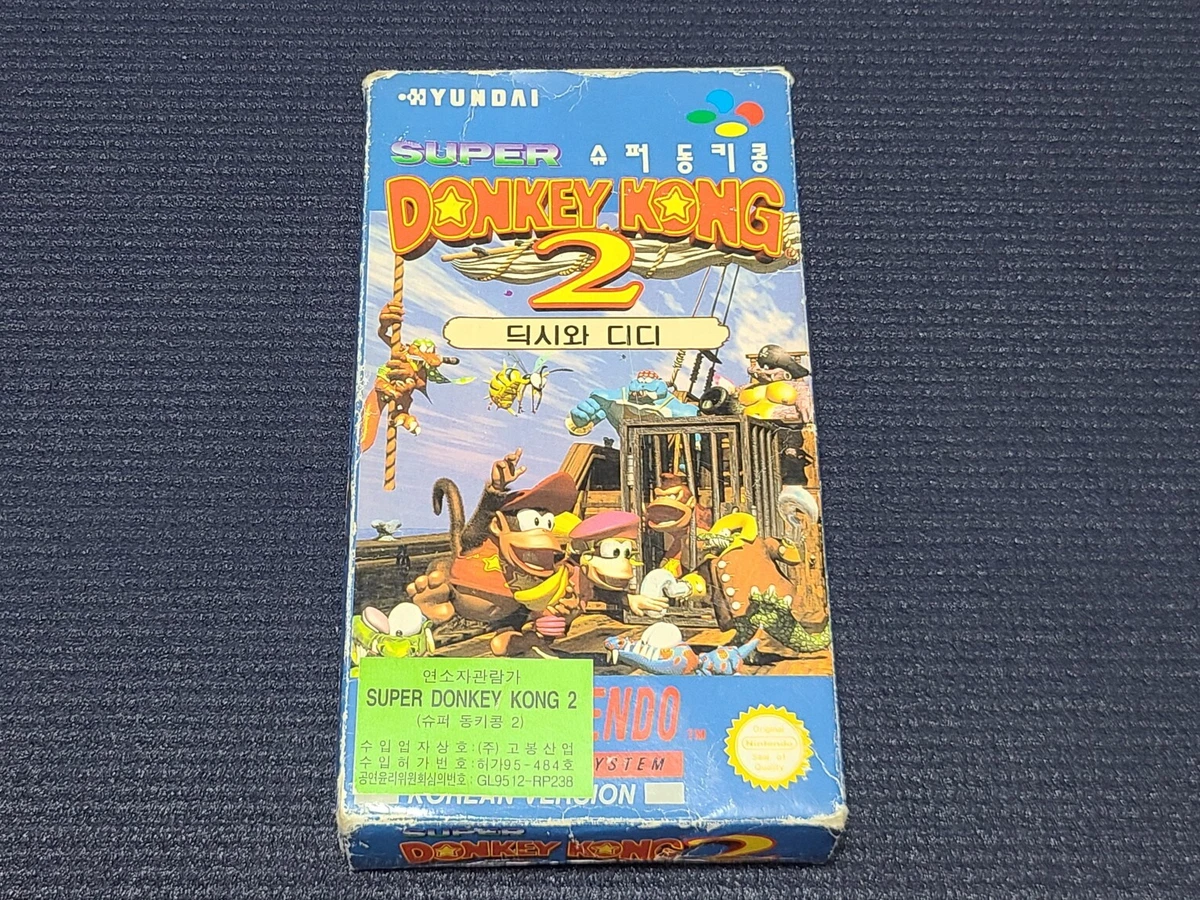 HYUNDAI
SUPER 슈퍼동키콩
DONKEY KONG
2
딕시와 디디
연소자관람가
SUPER DONKEY KONG 2
(슈퍼 동키콩 2)
수입업자상호:(주)고봉산업
수입허가번호:허가95-484호
공연윤리위원회심의번호:GL9512-RP238
ENDO TM
YSTEM
KOREAN VERSION
Original
Nintendo
Seal of
Quality
SUPER
DONKEY KONG 2